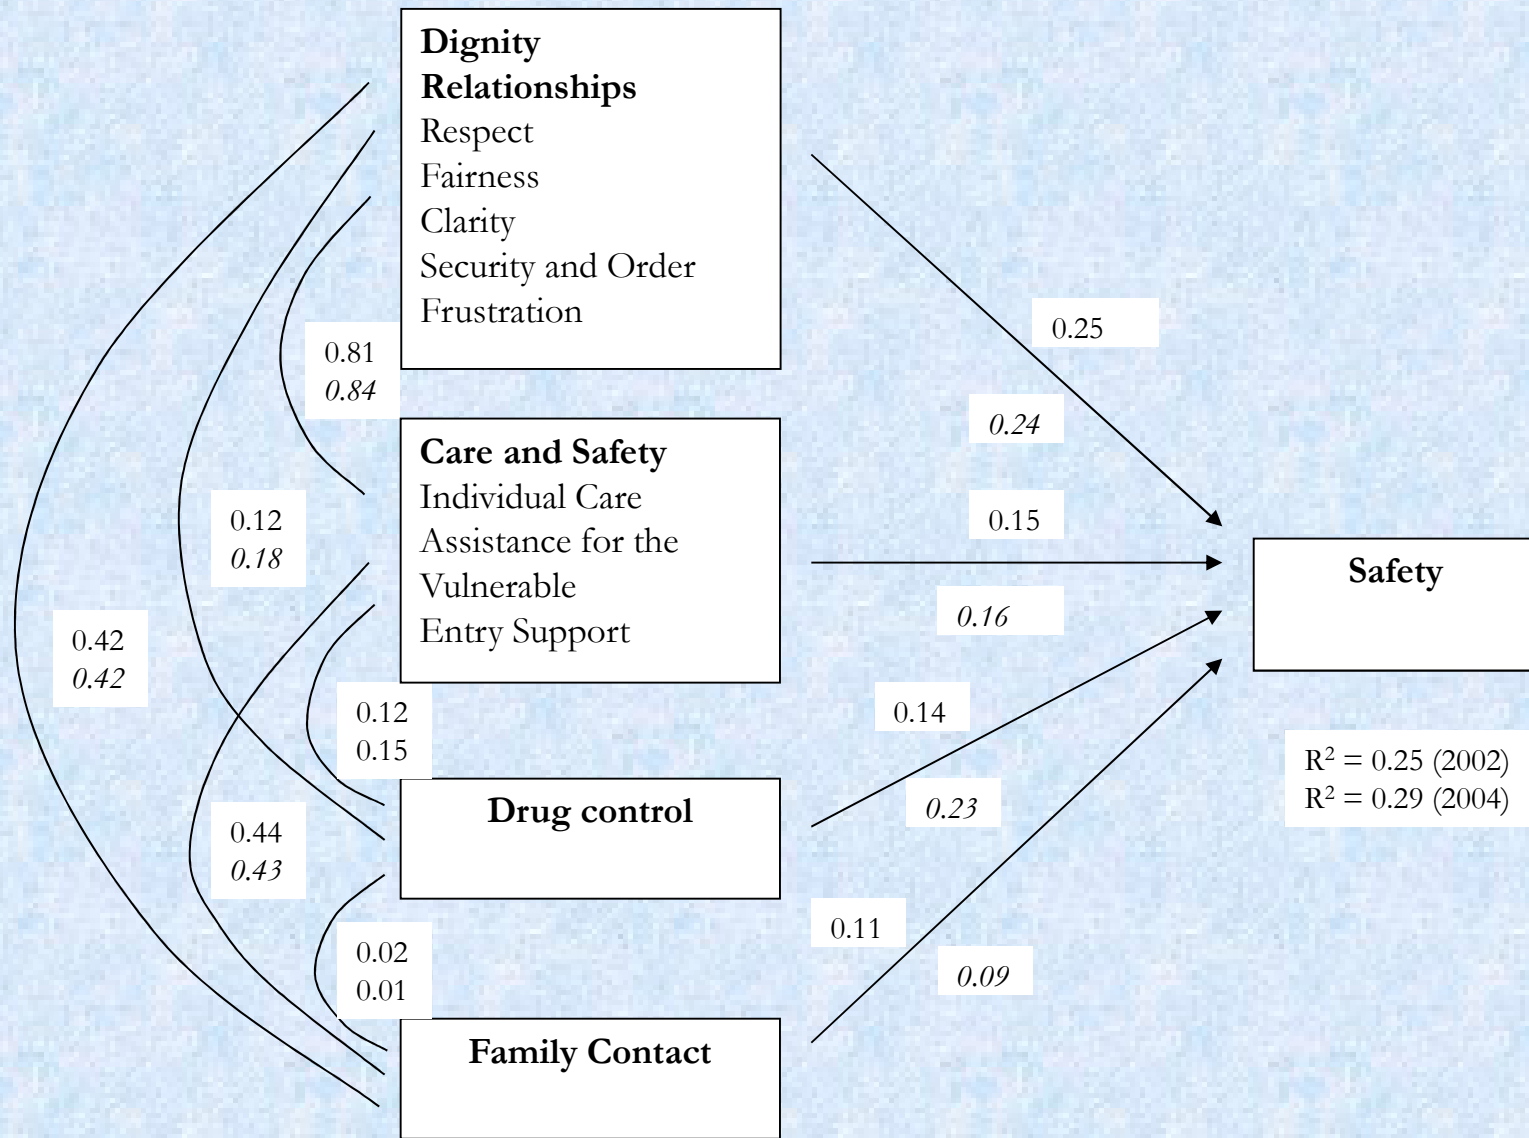 Dignity
Relationships
Respect
Fairness
Clarity
Security and Order
Frustration
0.81
0.84
0.25
0.24
Care and Safety
Individual Care
Assistance for the
Vulnerable
Entry Support
0.12
0.18
0.15
0.16
Safety
0.42
0.42
0.12
0.15
0.14
0.23
R² = 0.25 (2002)
R² = 0.29 (2004)
Drug control
0.44
0.43
0.02
0.01
0.11
0.09
Family Contact